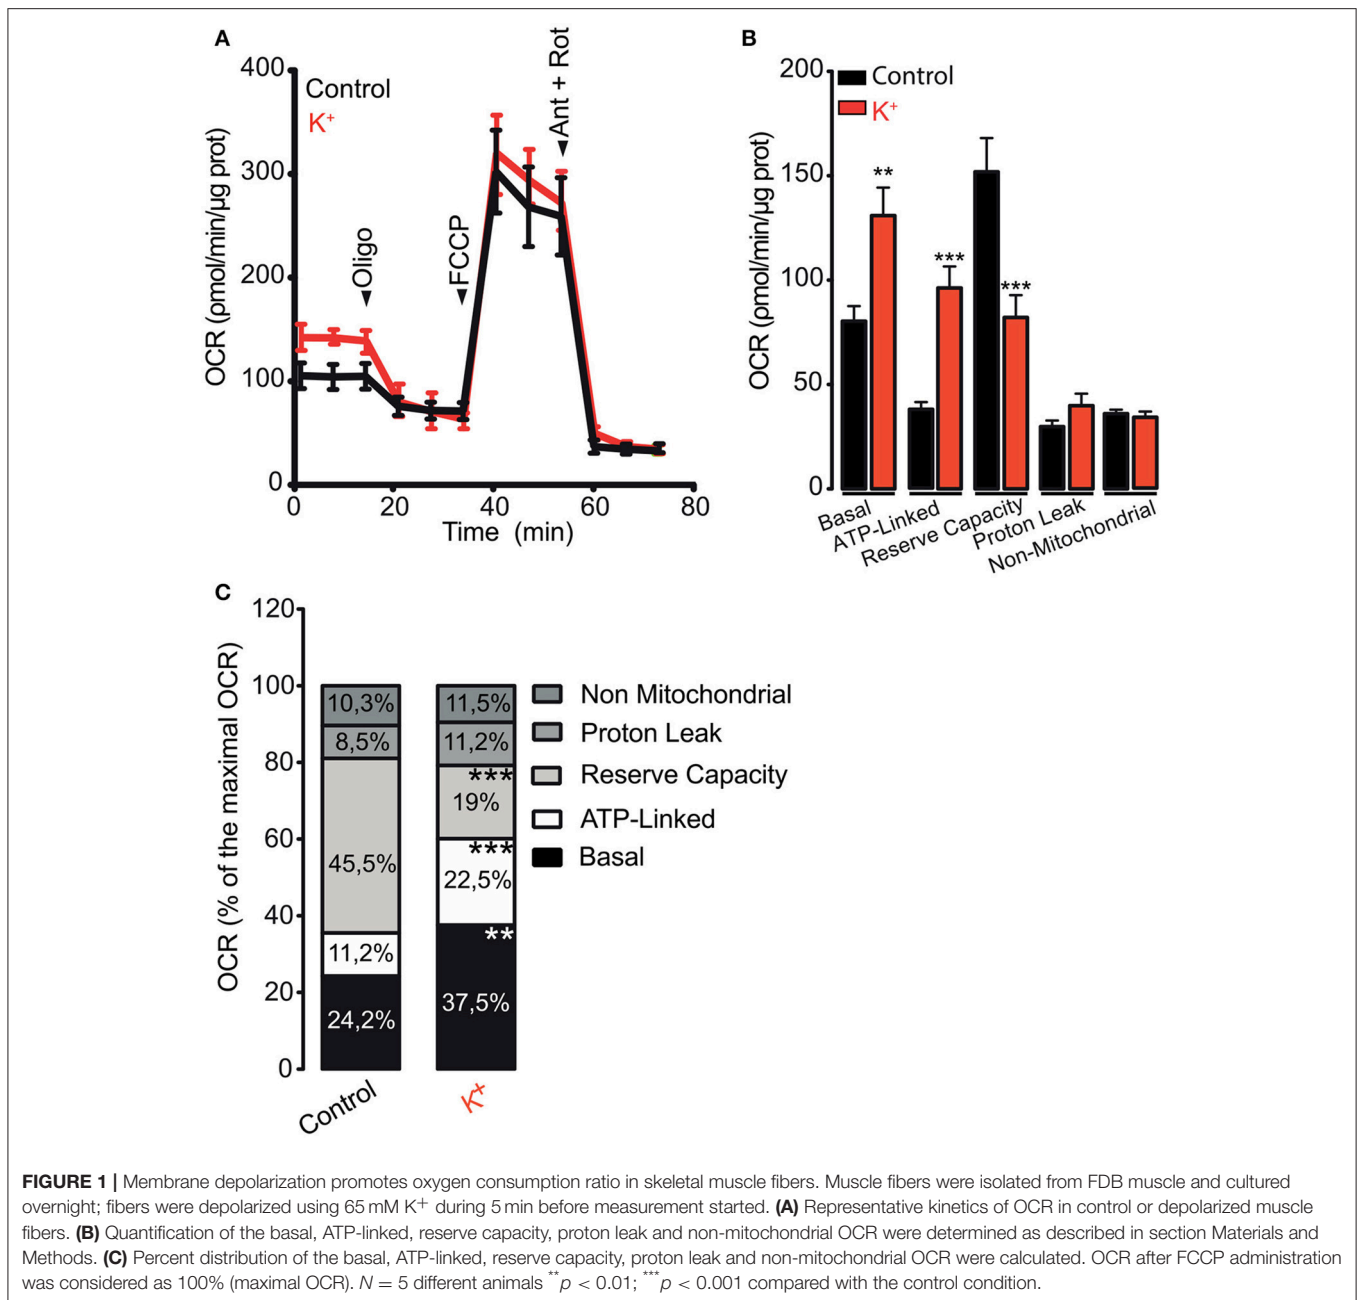 A
400
300
200
100
0
OCR (pmol/min/µg prot)
Control
K+
Oligo
FCCP
Ant + Rot
0 20 40 60 80
Time (min)
B
200
150
100
50
0
OCR (pmol/min/µg prot)
Control
K+
**
***
***
Basal
ATP-Linked
Reserve Capacity
Proton Leak
Non-Mitochondrial
C
120
100
80
60
40
20
0
OCR (% of the maximal OCR)
10,3%
8,5%
45,5%
11,2%
24,2%
11,5%
11,2%
***
19%
***
22,5%
**
37,5%
Control
K+
Non Mitochondrial
Proton Leak
Reserve Capacity
ATP-Linked
Basal
FIGURE 1 | Membrane depolarization promotes oxygen consumption ratio in skeletal muscle fibers. Muscle fibers were isolated from FDB muscle and cultured
overnight; fibers were depolarized using 65 mM K+ during 5 min before measurement started. (A) Representative kinetics of OCR in control or depolarized muscle
fibers. (B) Quantification of the basal, ATP-linked, reserve capacity, proton leak and non-mitochondrial OCR were determined as described in section Materials and
Methods. (C) Percent distribution of the basal, ATP-linked, reserve capacity, proton leak and non-mitochondrial OCR were calculated. OCR after FCCP administration
was considered as 100% (maximal OCR). N = 5 different animals **p < 0.01; ***p < 0.001 compared with the control condition.